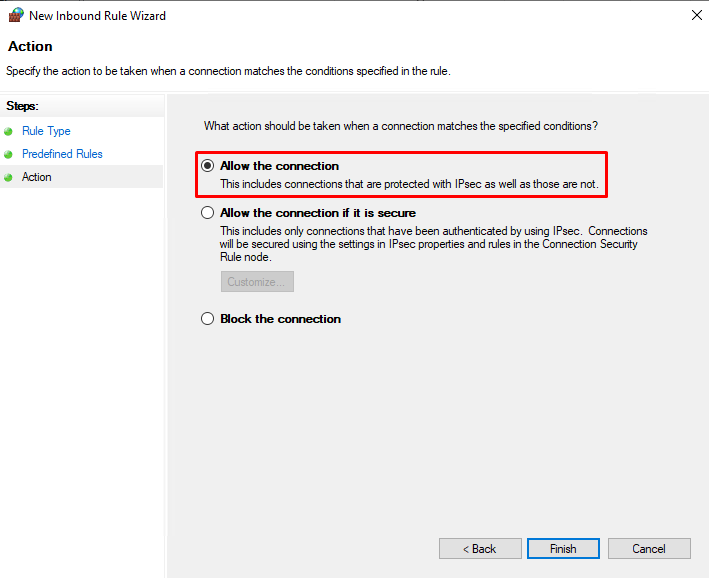 New Inbound Rule Wizard
Action
Specify the action to be taken when a connection matches the conditions specified in the rule.
Steps:
Rule Type
Predefined Rules
Action
What action should be taken when a connection matches the specified conditions?
Allow the connection
This includes connections that are protected with IPsec as well as those are not.
Allow the connection if it is secure
This includes only connections that have been authenticated by using IPsec. Connections
will be secured using the settings in IPsec properties and rules in the Connection Security
Rule node.
Customize...
Block the connection
< Back
Finish
Cancel